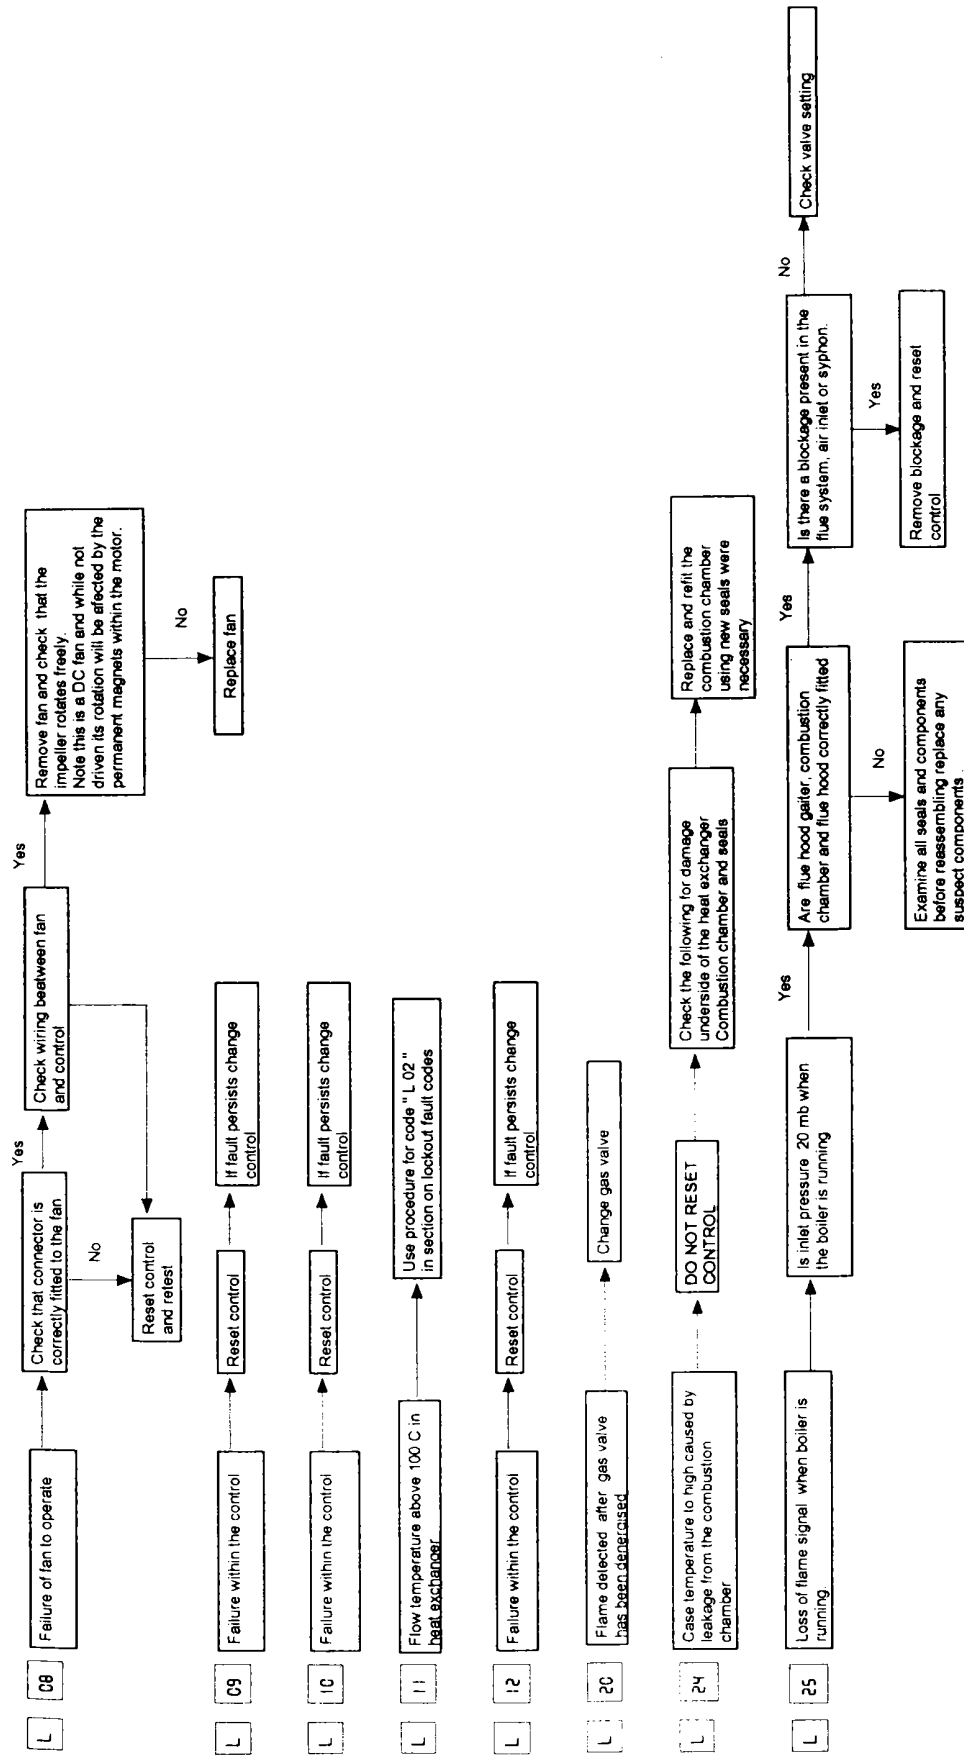 L 08
Failure of fan to operate
Check that connector is
correctly fitted to the fan
Yes
No
Reset control
and retest
Check wiring beatween fan
and control
Yes
Remove fan and check that the
impeller rotates freely.
Note this is a DC fan and while not
driven its rotation will be afected by the
permanent magnets within the motor.
No
Replace fan
L 09
Failure within the control
Reset control
If fault persists change
control
L 10
Failure within the control
Reset control
If fault persists change
control
L 11
Flow temperature above 100 C in
heat exchanger
Use procedure for code " L 02 "
in section on lockout fault codes
L 12
Failure within the control
Reset control
If fault persists change
control
L 20
Flame detected after gas valve
has been denergised
Change gas valve
L 24
Case temperature to high caused by
leakage from the combustion
chamber
DO NOT RESET
CONTROL
Check the following for damage
underside of the heat exchanger
Combustion chamber and seals
Replace and refit the
combustion chamber
using new seals were
necessary
L 25
Loss of flame signal when boiler is
running.
Is inlet pressure 20 mb when
the boiler is running
Yes
Are flue hood gaiter, combustion
chamber and flue hood correctly fitted
No
Examine all seals and components
before reassembling replace any
suspect components .
Yes
Is there a blockage present in the
flue system, air inlet or syphon.
Yes
Remove blockage and reset
control
No
Check valve setting